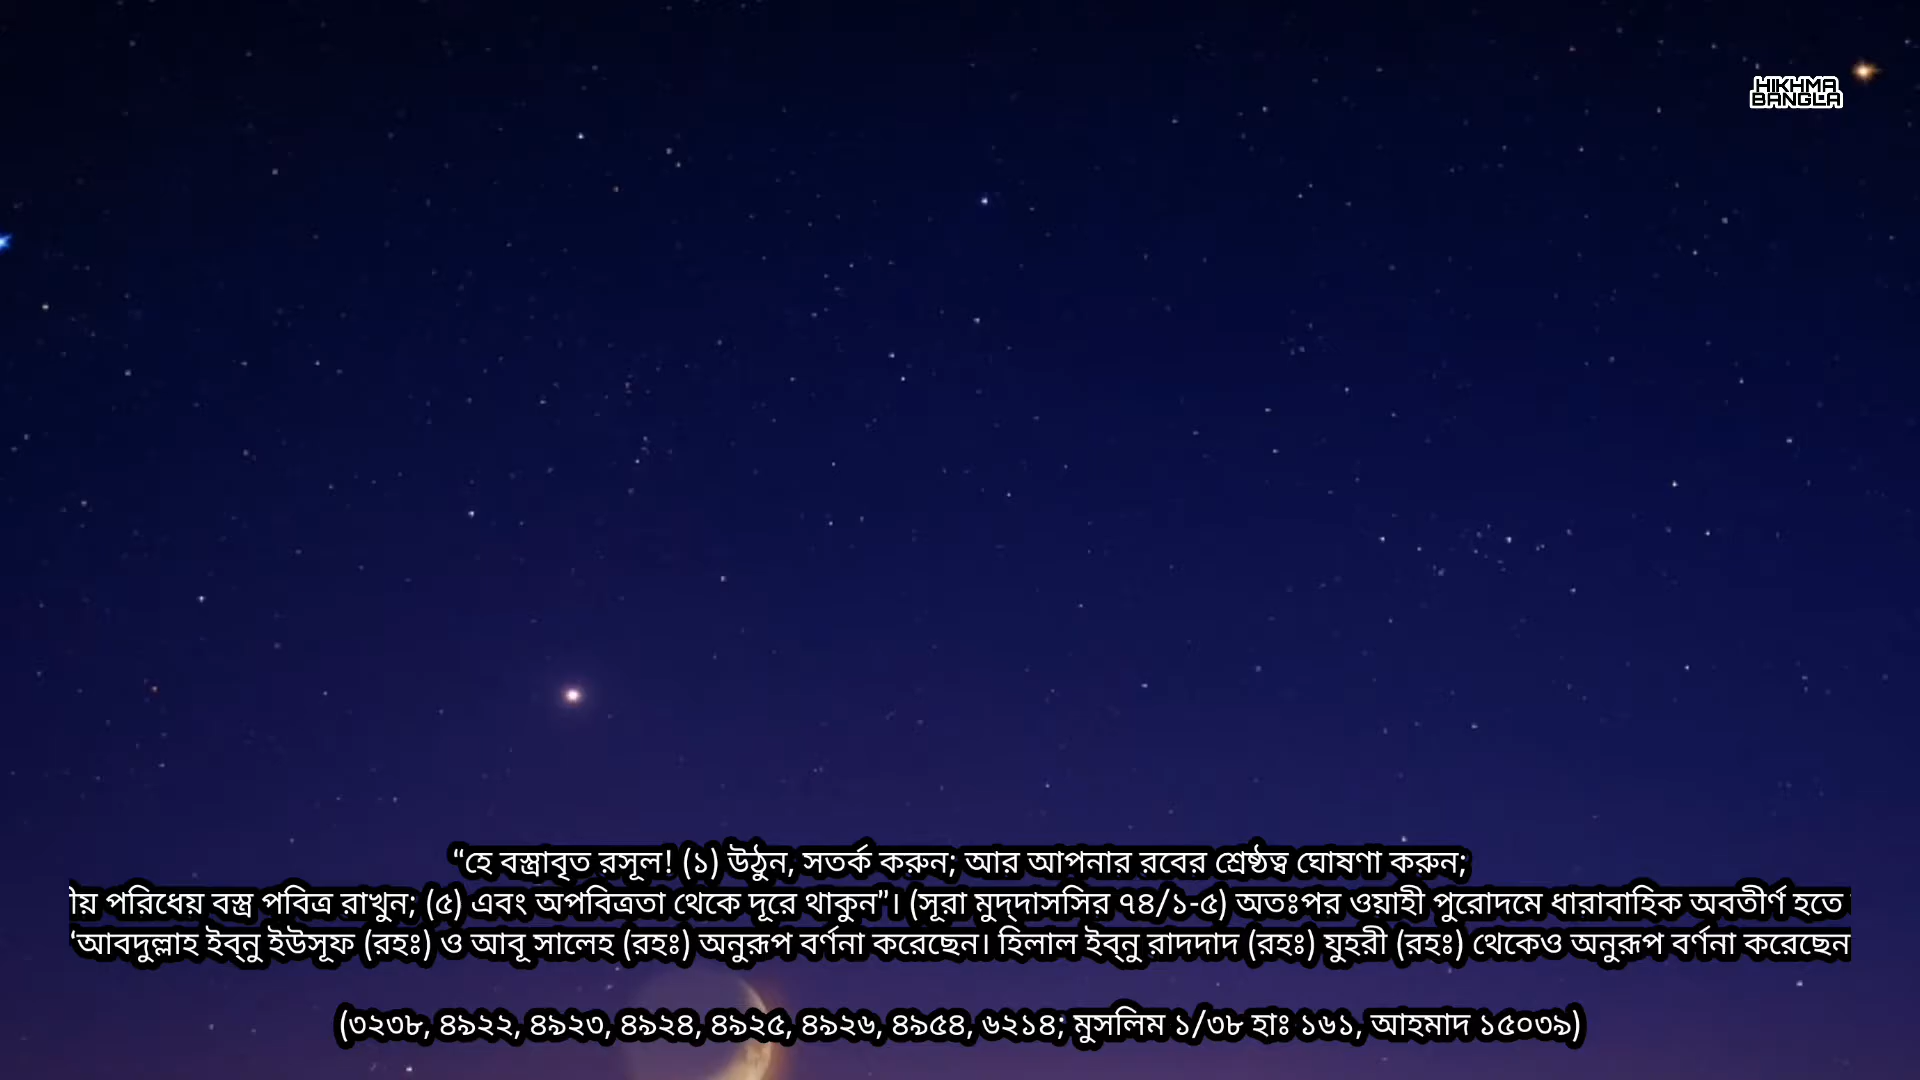 HIKHMA
BANGLA
“হে বস্ত্রাবৃত রসূল! (১) উঠুন, সতর্ক করুন; আর আপনার রবের শ্রেষ্ঠত্ব ঘোষণা করুন;
পরিধেয় বস্ত্র পবিত্র রাখুন; (৫) এবং অপবিত্রতা থেকে দূরে থাকুন”। (সূরা মুদ্দাসসির ৭৪/১-৫) অতঃপর ওয়াহী পুরোদমে ধারাবাহিক অবতীর্ণ হতে
‘আবদুল্লাহ ইব্‌নু ইউসূফ (রহঃ) ও আবূ সালেহ (রহঃ) অনুরূপ বর্ণনা করেছেন। হিলাল ইব্‌নু রাদদাদ (রহঃ) যুহরী (রহঃ) থেকেও অনুরূপ বর্ণনা করেছেন
(৩২৩৮, ৪৯২২, ৪৯২৩, ৪৯২৪, ৪৯২৫, ৪৯২৬, ৪৯৫৪, ৬২১৪; মুসলিম ১/৩৮ হাঃ ১৬১, আহমাদ ১৫০৩৯)